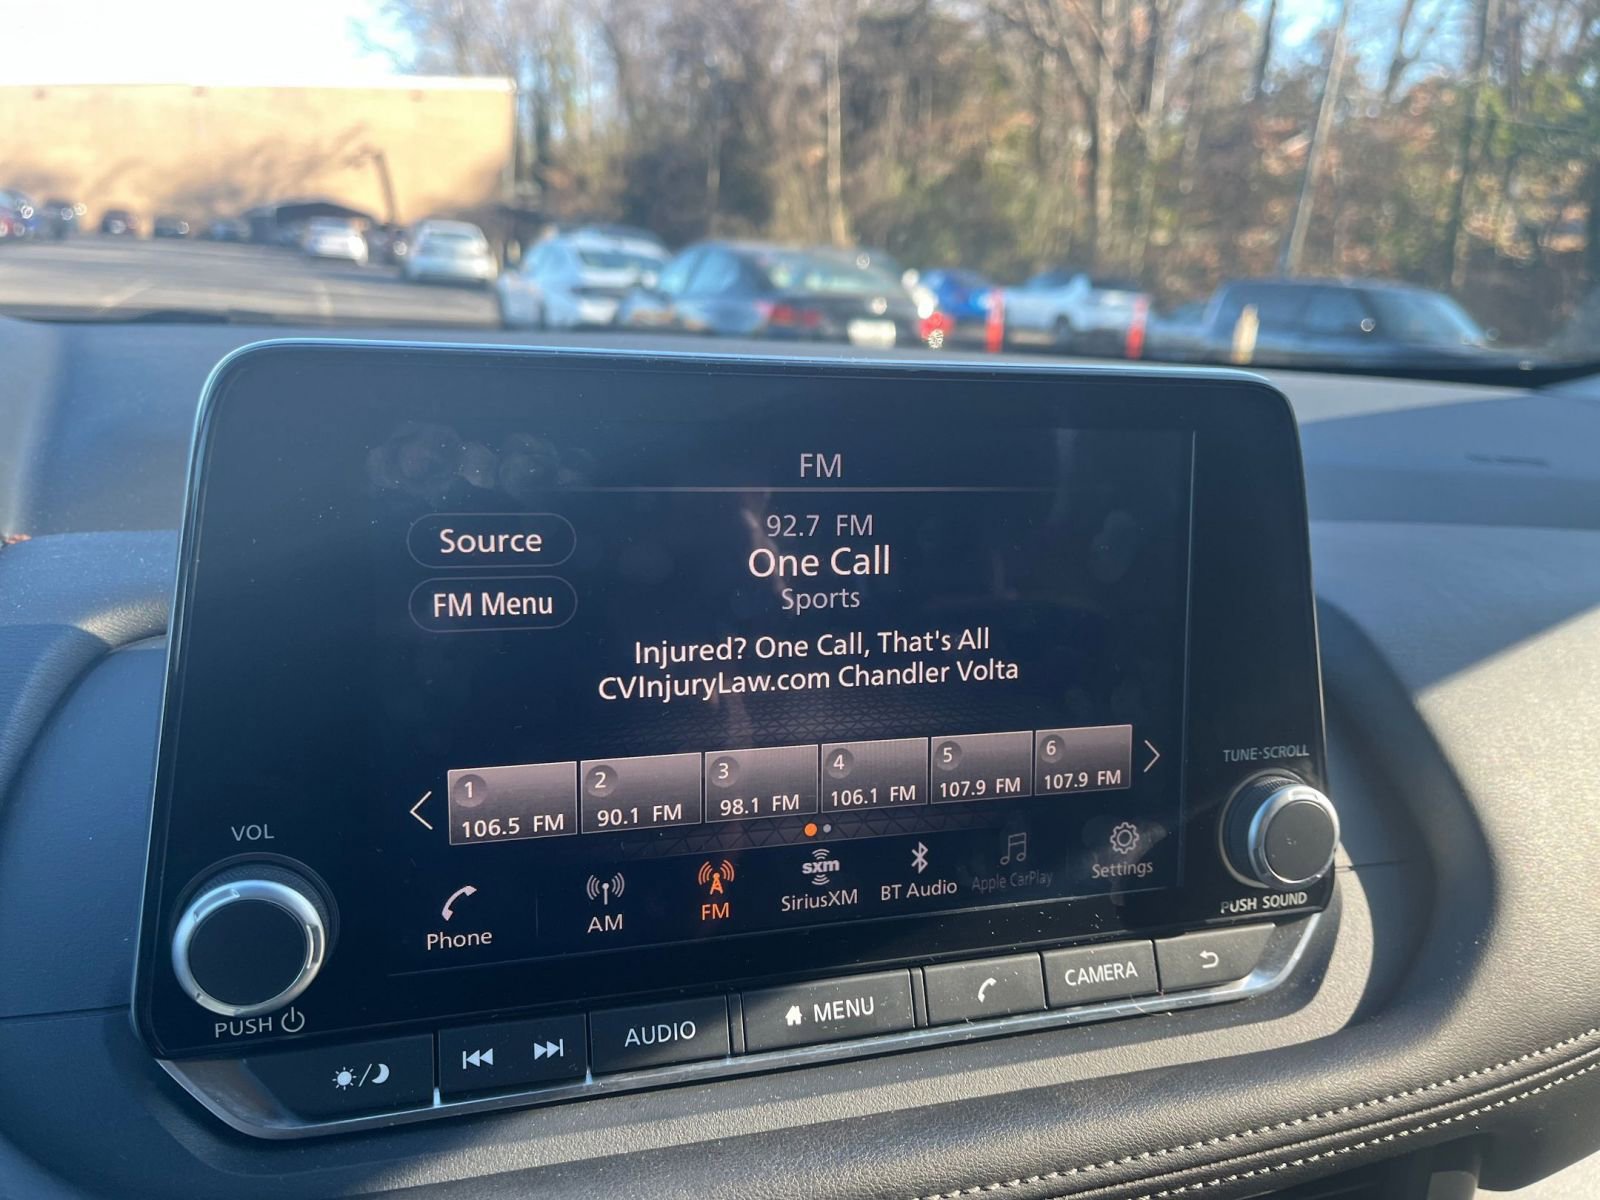 FM
Source
FM Menu
92.7 FM
One Call
Sports
Injured? One Call, That's All
CVInjuryLaw.com Chandler Volta
1
106.5 FM
2
90.1 FM
3
98.1 FM
4
106.1 FM
5
107.9 FM
6
107.9 FM
VOL
PUSH
TUNE·SCROLL
PUSH SOUND
Phone
AM
FM
sxm
SiriusXM
BT Audio
Apple CarPlay
Settings
AUDIO
MENU
CAMERA